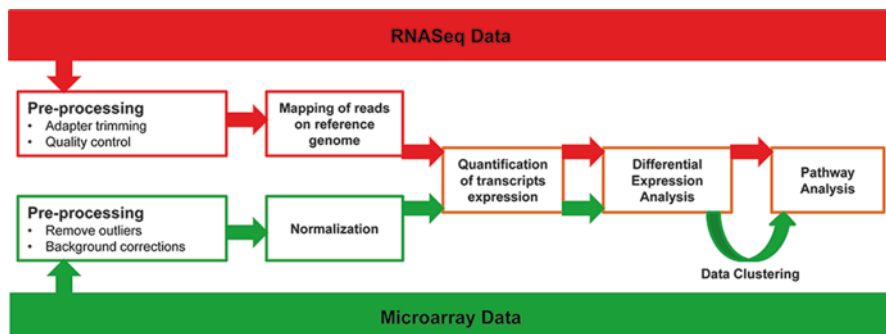 RNASeq Data
Pre-processing
• Adapter trimming
• Quality control
Mapping of reads
on reference
genome
Quantification
of transcripts
expression
Differential
Expression
Analysis
Pathway
Analysis
Pre-processing
• Remove outliers
• Background corrections
Normalization
Data Clustering
Microarray Data